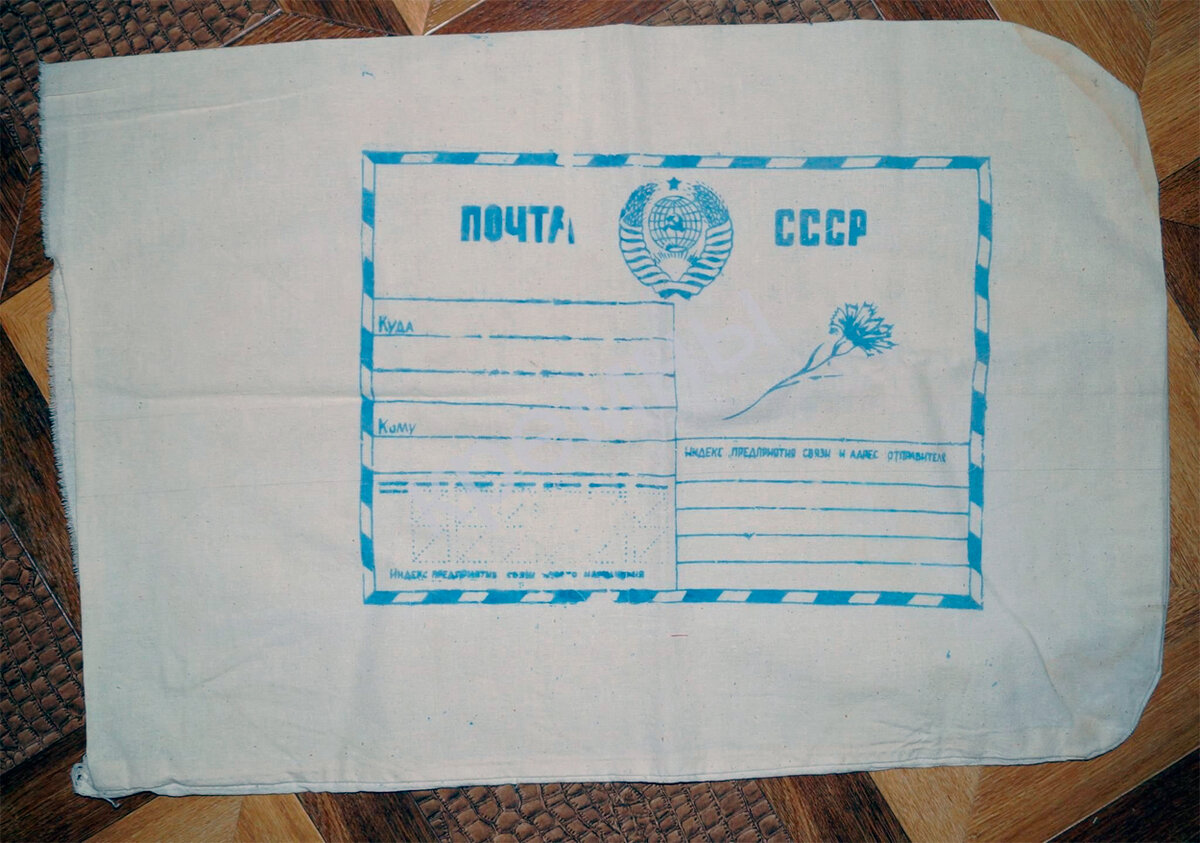 ПОЧТА СССР
Куда
Кому
Индекс предприятия связи и адрес отправителя
Индекс предприятия связи места назначения